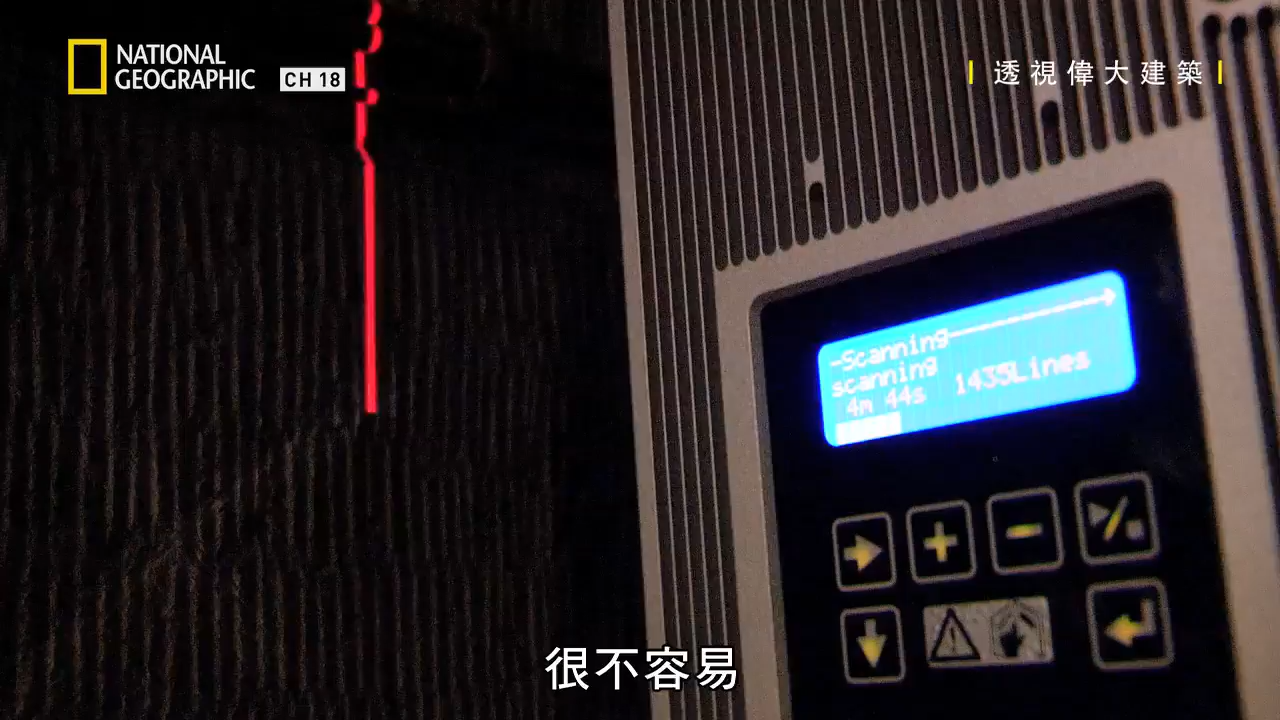 NATIONAL
GEOGRAPHIC
CH 18
透視偉大建築
-Scanning
scanning
4m 44s 1435Lines
很不容易